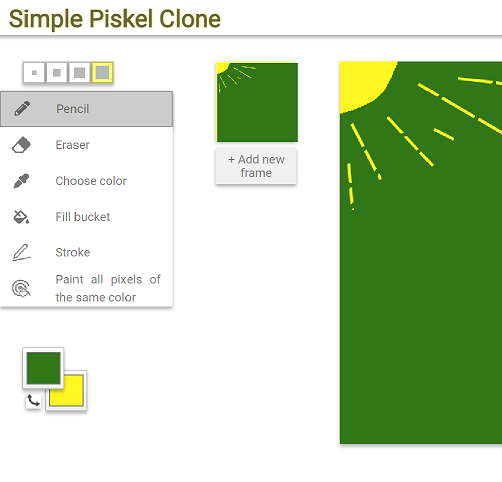 Simple Piskel Clone
Pencil
Eraser
Choose color
Fill bucket
Stroke
Paint all pixels of
the same color
+ Add new
frame